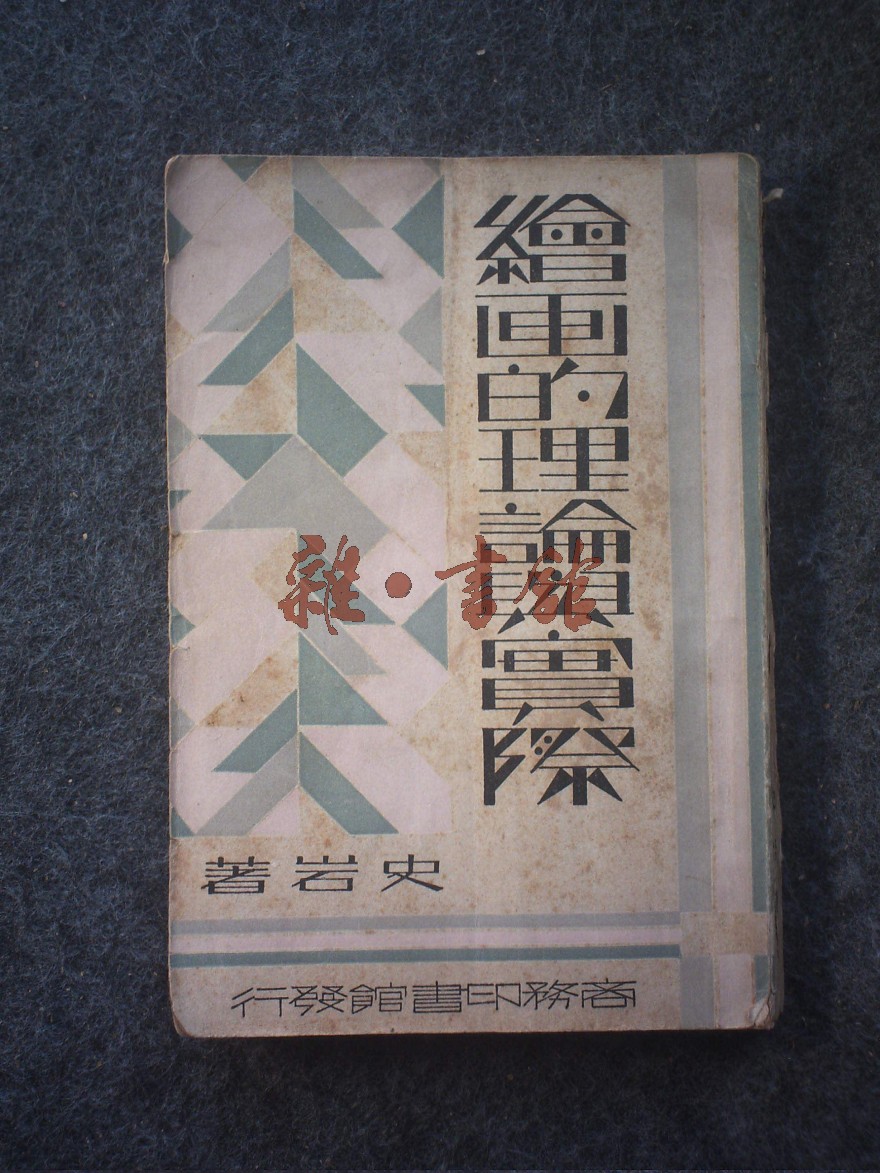 繪画的理論與實際
雜·書館
史岩著
商務印書館發行